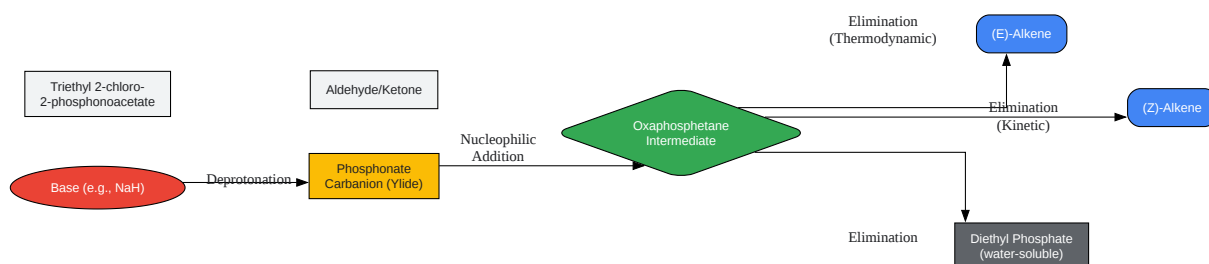 Triethyl 2-chloro-
2-phosphonoacetate
Base (e.g., NaH)
Deprotonation
Aldehyde/Ketone
Phosphonate
Carbanion (Ylide)
Nucleophilic
Addition
Oxaphosphetane
Intermediate
Elimination
(Thermodynamic)
(E)-Alkene
Elimination
(Kinetic)
(Z)-Alkene
Elimination
Diethyl Phosphate
(water-soluble)